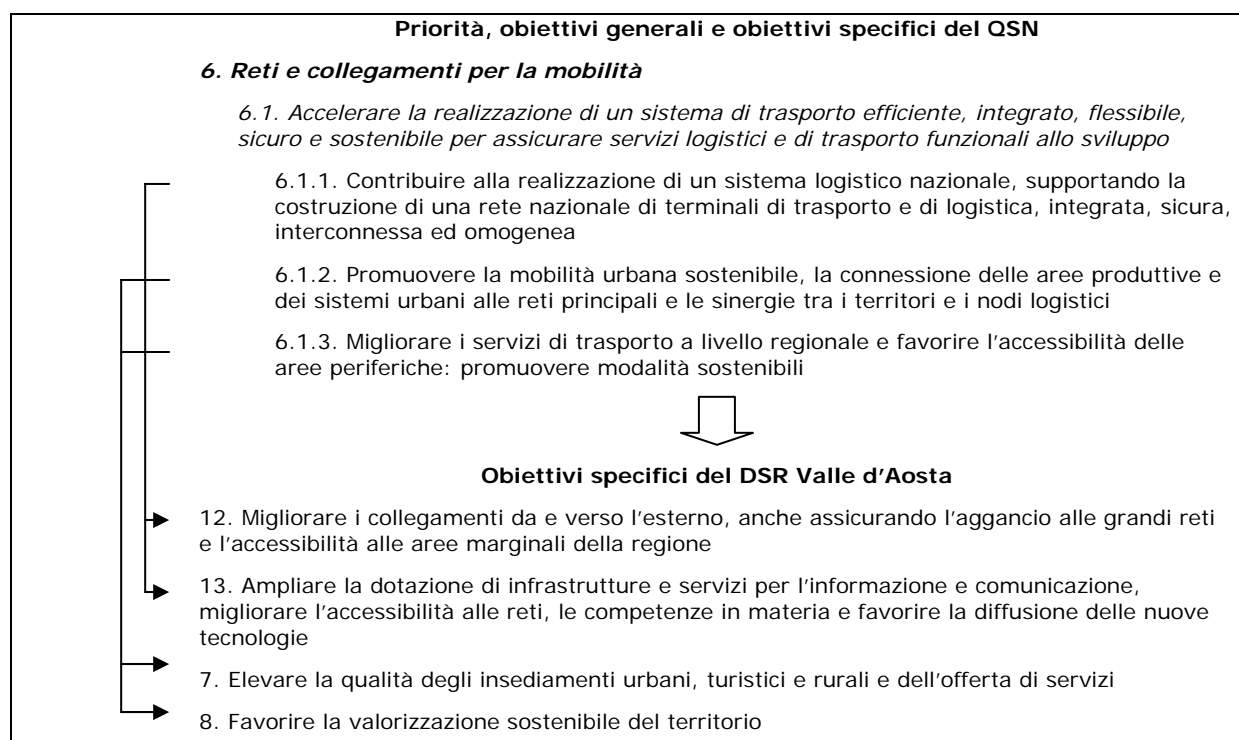 Priorità, obiettivi generali e obiettivi specifici del QSN
6. Reti e collegamenti per la mobilità
6.1. Accelerare la realizzazione di un sistema di trasporto efficiente, integrato, flessibile,
sicuro e sostenibile per assicurare servizi logistici e di trasporto funzionali allo sviluppo
6.1.1. Contribuire alla realizzazione di un sistema logistico nazionale, supportando la
costruzione di una rete nazionale di terminali di trasporto e di logistica, integrata, sicura,
interconnessa ed omogenea
6.1.2. Promuovere la mobilità urbana sostenibile, la connessione delle aree produttive e
dei sistemi urbani alle reti principali e le sinergie tra i territori e i nodi logistici
6.1.3. Migliorare i servizi di trasporto a livello regionale e favorire l'accessibilità delle
aree periferiche: promuovere modalità sostenibili
Obiettivi specifici del DSR Valle d'Aosta
12. Migliorare i collegamenti da e verso l'esterno, anche assicurando l'aggancio alle grandi reti
e l'accessibilità alle aree marginali della regione
13. Ampliare la dotazione di infrastrutture e servizi per l'informazione e comunicazione,
migliorare l'accessibilità alle reti, le competenze in materia e favorire la diffusione delle nuove
tecnologie
7. Elevare la qualità degli insediamenti urbani, turistici e rurali e dell'offerta di servizi
8. Favorire la valorizzazione sostenibile del territorio